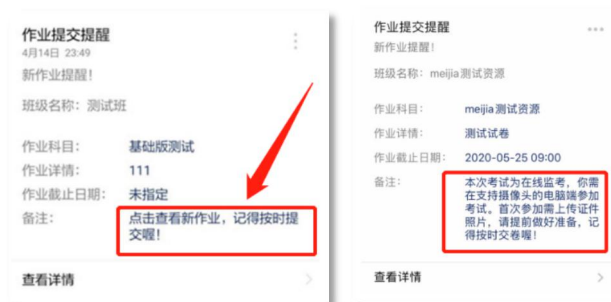 作业提交提醒
4月14日 23:49
新作业提醒！
班级名称：测试班
作业科目： 基础版测试
作业详情： 111
作业截止日期： 未指定
备注： 点击查看新作业，记得按时提
交喔！
查看详情
作业提交提醒
新作业提醒！
班级名称：meijia测试资源
作业科目： meijia测试资源
作业详情： 测试试卷
作业截止日期： 2020-05-25 09:00
备注： 本次考试为在线监考，你需
在支持摄像头的电脑端参加
考试。首次参加需上传证件
照片，请提前做好准备，记
得按时交卷喔！
查看详情